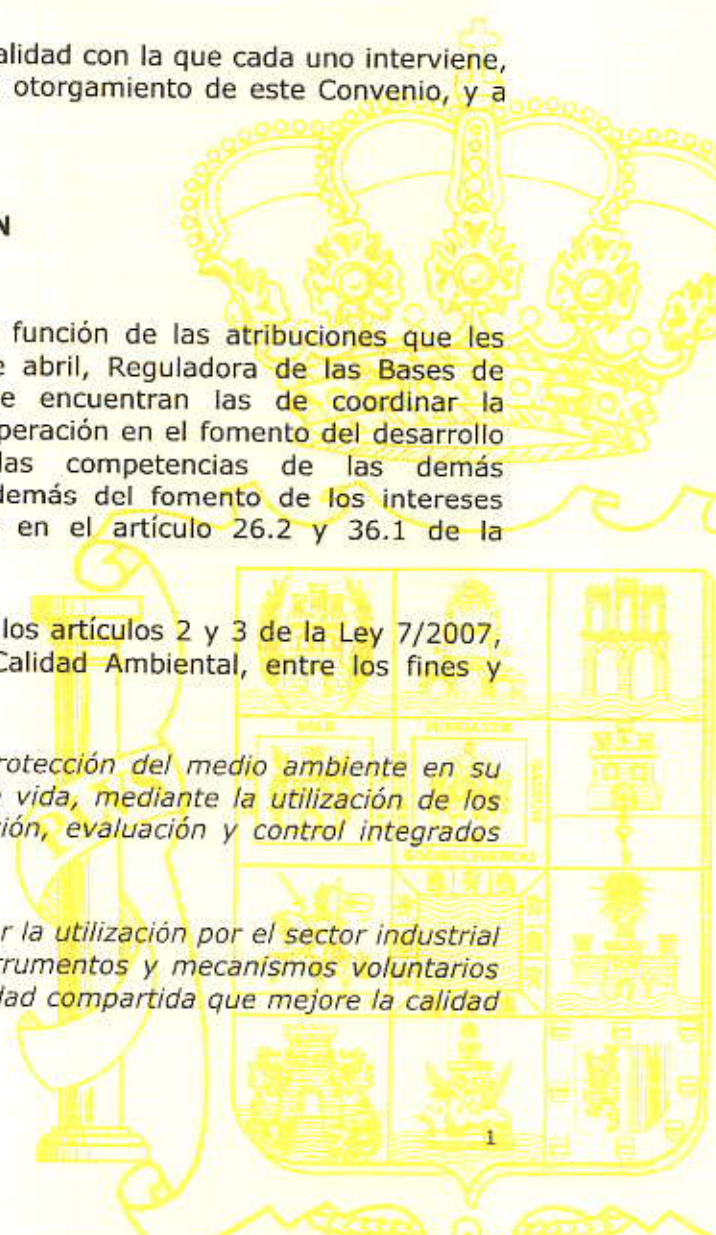 alidad con la que cada uno interviene,
otorgamiento de este Convenio, y a
N
función de las atribuciones que les
e abril, Reguladora de las Bases de
e encuentran las de coordinar la
peración en el fomento del desarrollo
las competencias de las demás
demás del fomento de los intereses
en el artículo 26.2 y 36.1 de la
los artículos 2 y 3 de la Ley 7/2007,
Calidad Ambiental, entre los fines y
rotección del medio ambiente en su
e vida, mediante la utilización de los
ción, evaluación y control integrados
r la utilización por el sector industrial
trumentos y mecanismos voluntarios
dad compartida que mejore la calidad
1